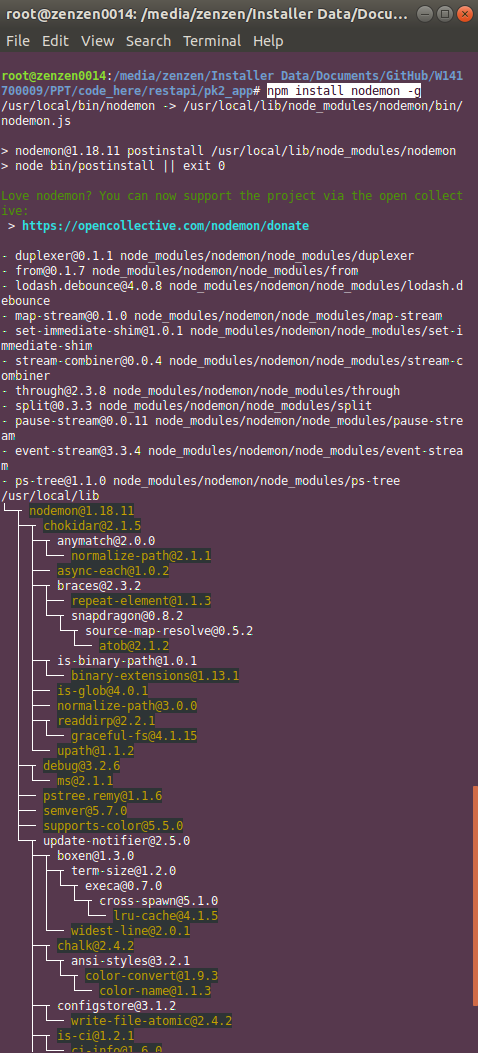 root@zenzen0014: /media/zenzen/Installer Data/Docu...
File Edit View Search Terminal Help
root@zenzen0014:/media/zenzen/Installer Data/Documents/GitHub/W141
700009/PPT/code_here/restapi/pk2_app# npm install nodemon -g
/usr/local/bin/nodemon -> /usr/local/lib/node_modules/nodemon/bin/
nodemon.js
> nodemon@1.18.11 postinstall /usr/local/lib/node_modules/nodemon
> node bin/postinstall || exit 0
Love nodemon? You can now support the project via the open collect
ive:
> https://opencollective.com/nodemon/donate
- duplexer@0.1.1 node_modules/nodemon/node_modules/duplexer
- from@0.1.7 node_modules/nodemon/node_modules/from
- lodash.debounce@4.0.8 node_modules/nodemon/node_modules/lodash.d
ebounce
- map-stream@0.1.0 node_modules/nodemon/node_modules/map-stream
- set-immediate-shim@1.0.1 node_modules/nodemon/node_modules/set-i
mmediate-shim
- stream-combiner@0.0.4 node_modules/nodemon/node_modules/stream-c
ombiner
- through@2.3.8 node_modules/nodemon/node_modules/through
- split@0.3.3 node_modules/nodemon/node_modules/split
- pause-stream@0.0.11 node_modules/nodemon/node_modules/pause-stre
am
- event-stream@3.3.4 node_modules/nodemon/node_modules/event-strea
m
- ps-tree@1.1.0 node_modules/nodemon/node_modules/ps-tree
/usr/local/lib
└─┬ nodemon@1.18.11
  ├─┬ chokidar@2.1.5
  │ ├─┬ anymatch@2.0.0
  │ │ └── normalize-path@2.1.1
  │ ├── async-each@1.0.2
  │ ├─┬ braces@2.3.2
  │ │ ├── repeat-element@1.1.3
  │ │ └─┬ snapdragon@0.8.2
  │ │   └─┬ source-map-resolve@0.5.2
  │ │     └── atob@2.1.2
  │ ├─┬ is-binary-path@1.0.1
  │ │ └── binary-extensions@1.13.1
  │ ├── is-glob@4.0.1
  │ ├── normalize-path@3.0.0
  │ ├─┬ readdirp@2.2.1
  │ │ └── graceful-fs@4.1.15
  │ └── upath@1.1.2
  ├─┬ debug@3.2.6
  │ └── ms@2.1.1
  ├── pstree.remy@1.1.6
  ├── semver@5.7.0
  ├── supports-color@5.5.0
  └─┬ update-notifier@2.5.0
    ├─┬ boxen@1.3.0
    │ ├─┬ term-size@1.2.0
    │ │ └─┬ execa@0.7.0
    │ │   └─┬ cross-spawn@5.1.0
    │ │     └── lru-cache@4.1.5
    │ └── widest-line@2.0.1
    ├─┬ chalk@2.4.2
    │ └─┬ ansi-styles@3.2.1
    │   └─┬ color-convert@1.9.3
    │     └── color-name@1.1.3
    ├─┬ configstore@3.1.2
    │ └── write-file-atomic@2.4.2
    ├─┬ is-ci@1.2.1
    │ └── ci-info@1.6.0